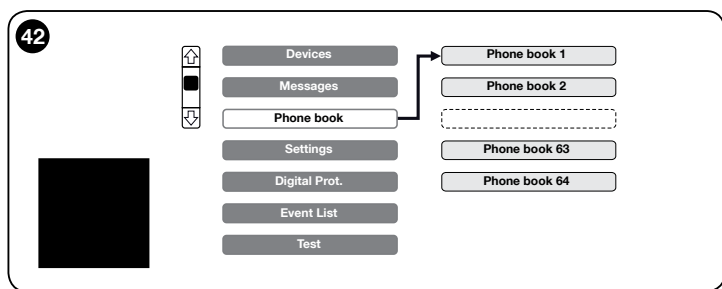 42
Devices
Messages
Phone book
Settings
Digital Prot.
Event List
Test
Phone book 1
Phone book 2
Phone book 63
Phone book 64